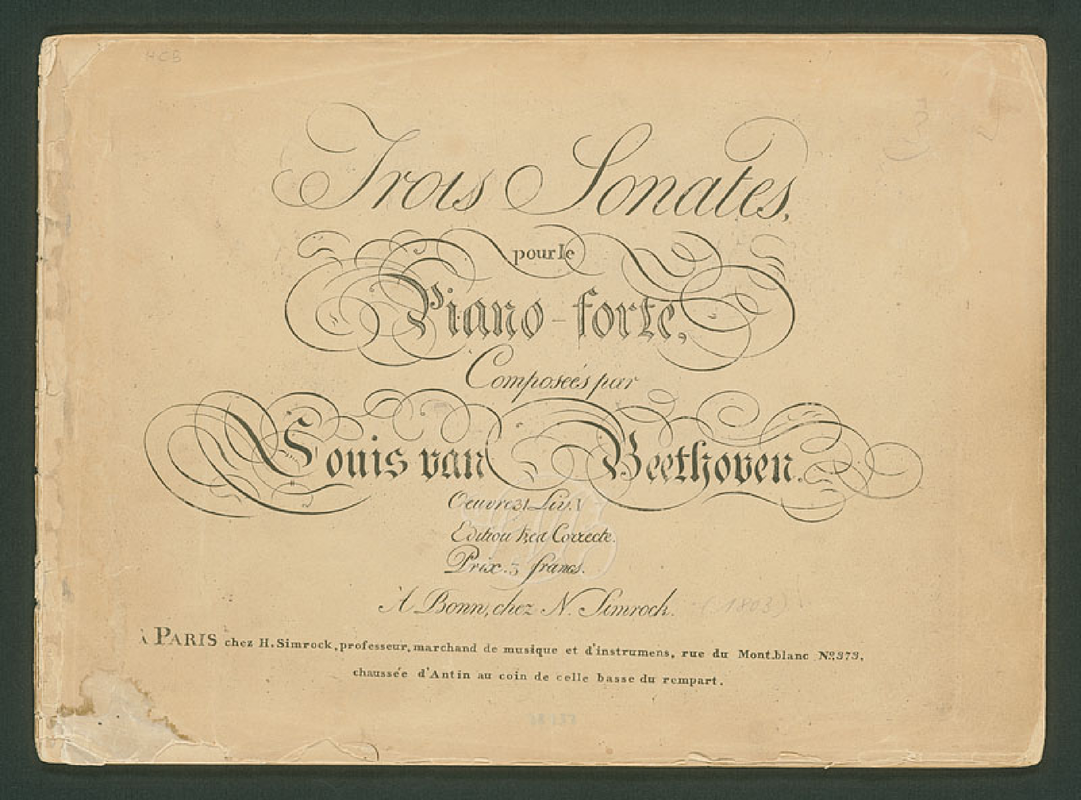 Trois Sonates,
pour le
Piano-forte,
Composeés par
Louis van Beethoven.
Oeuvre 31 Liv. 
Edition tres Correcte.
Prix. 3 francs.
A Bonn, chez N. Simrock. (1803)
à PARIS chez H. Simrock, professeur, marchand de musique et d'instrumens, rue du Mont.blanc No. 373,
chaussée d'Antin au coin de celle basse du rempart.